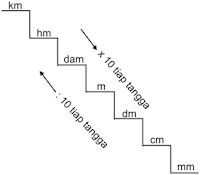 km
hm
dam
m
dm
cm
mm
x 10 tiap tangga
: 10 tiap tangga